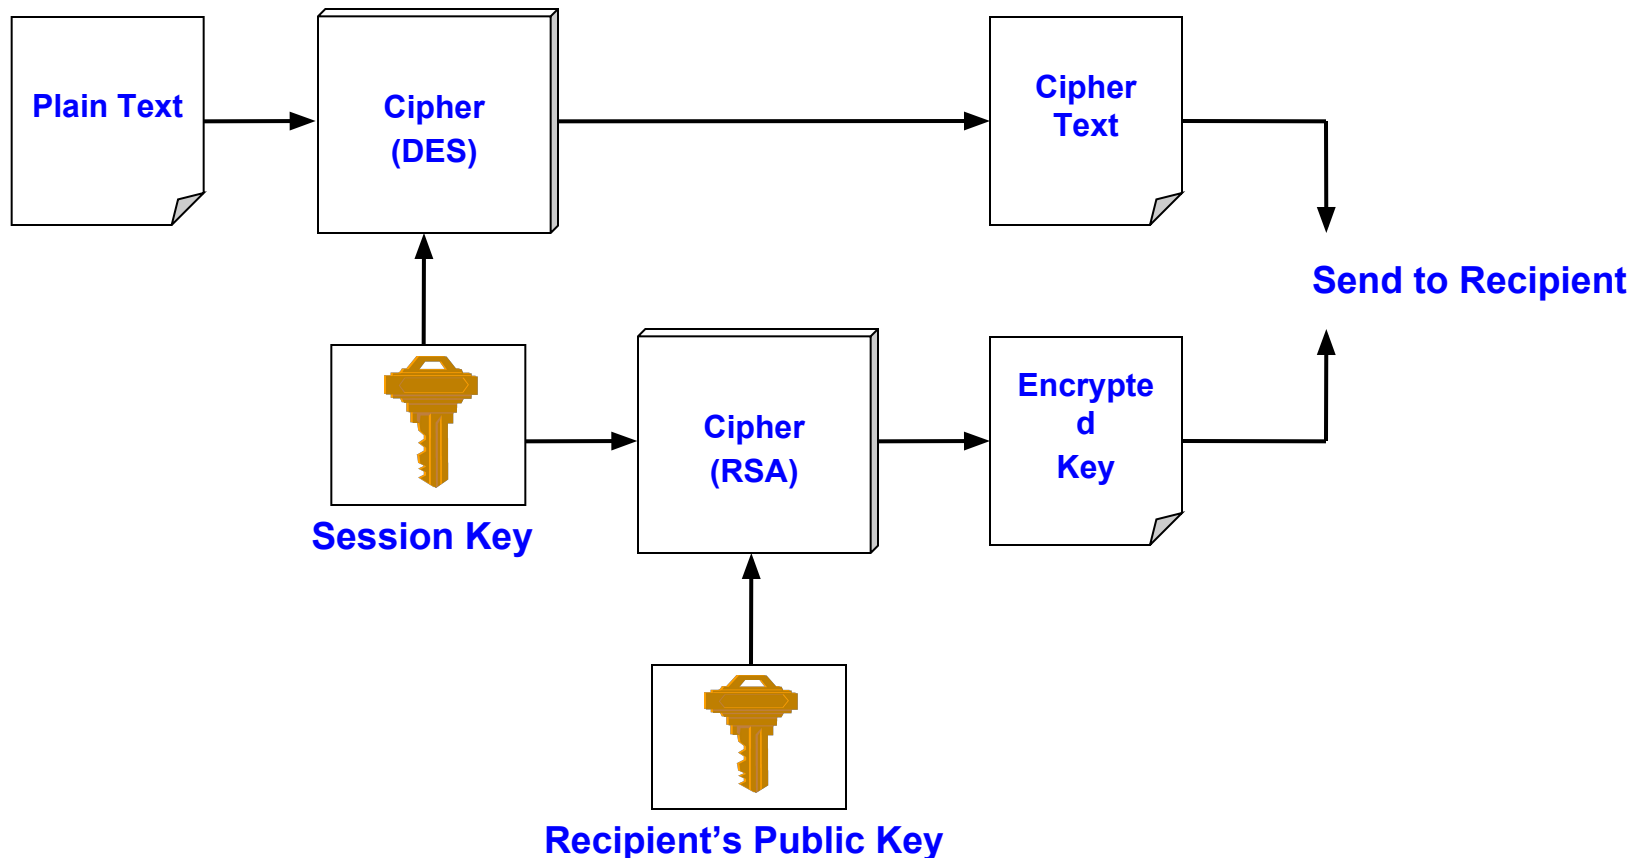 Plain Text
Cipher
(DES)
Cipher
Text
Send to Recipient
Session Key
Cipher
(RSA)
Encrypte
d
Key
Recipient’s Public Key